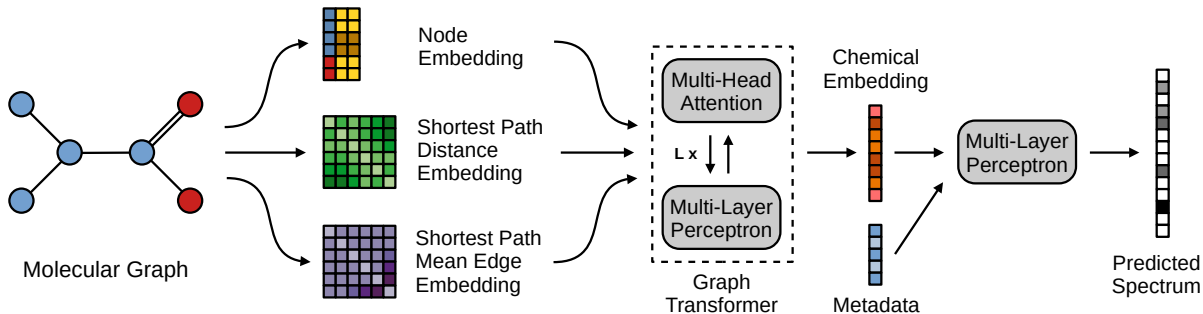 Molecular Graph
Node
Embedding
Shortest Path
Distance
Embedding
Shortest Path
Mean Edge
Embedding
Multi-Head
Attention
L x
Multi-Layer
Perceptron
Graph
Transformer
Chemical
Embedding
Metadata
Multi-Layer
Perceptron
Predicted
Spectrum